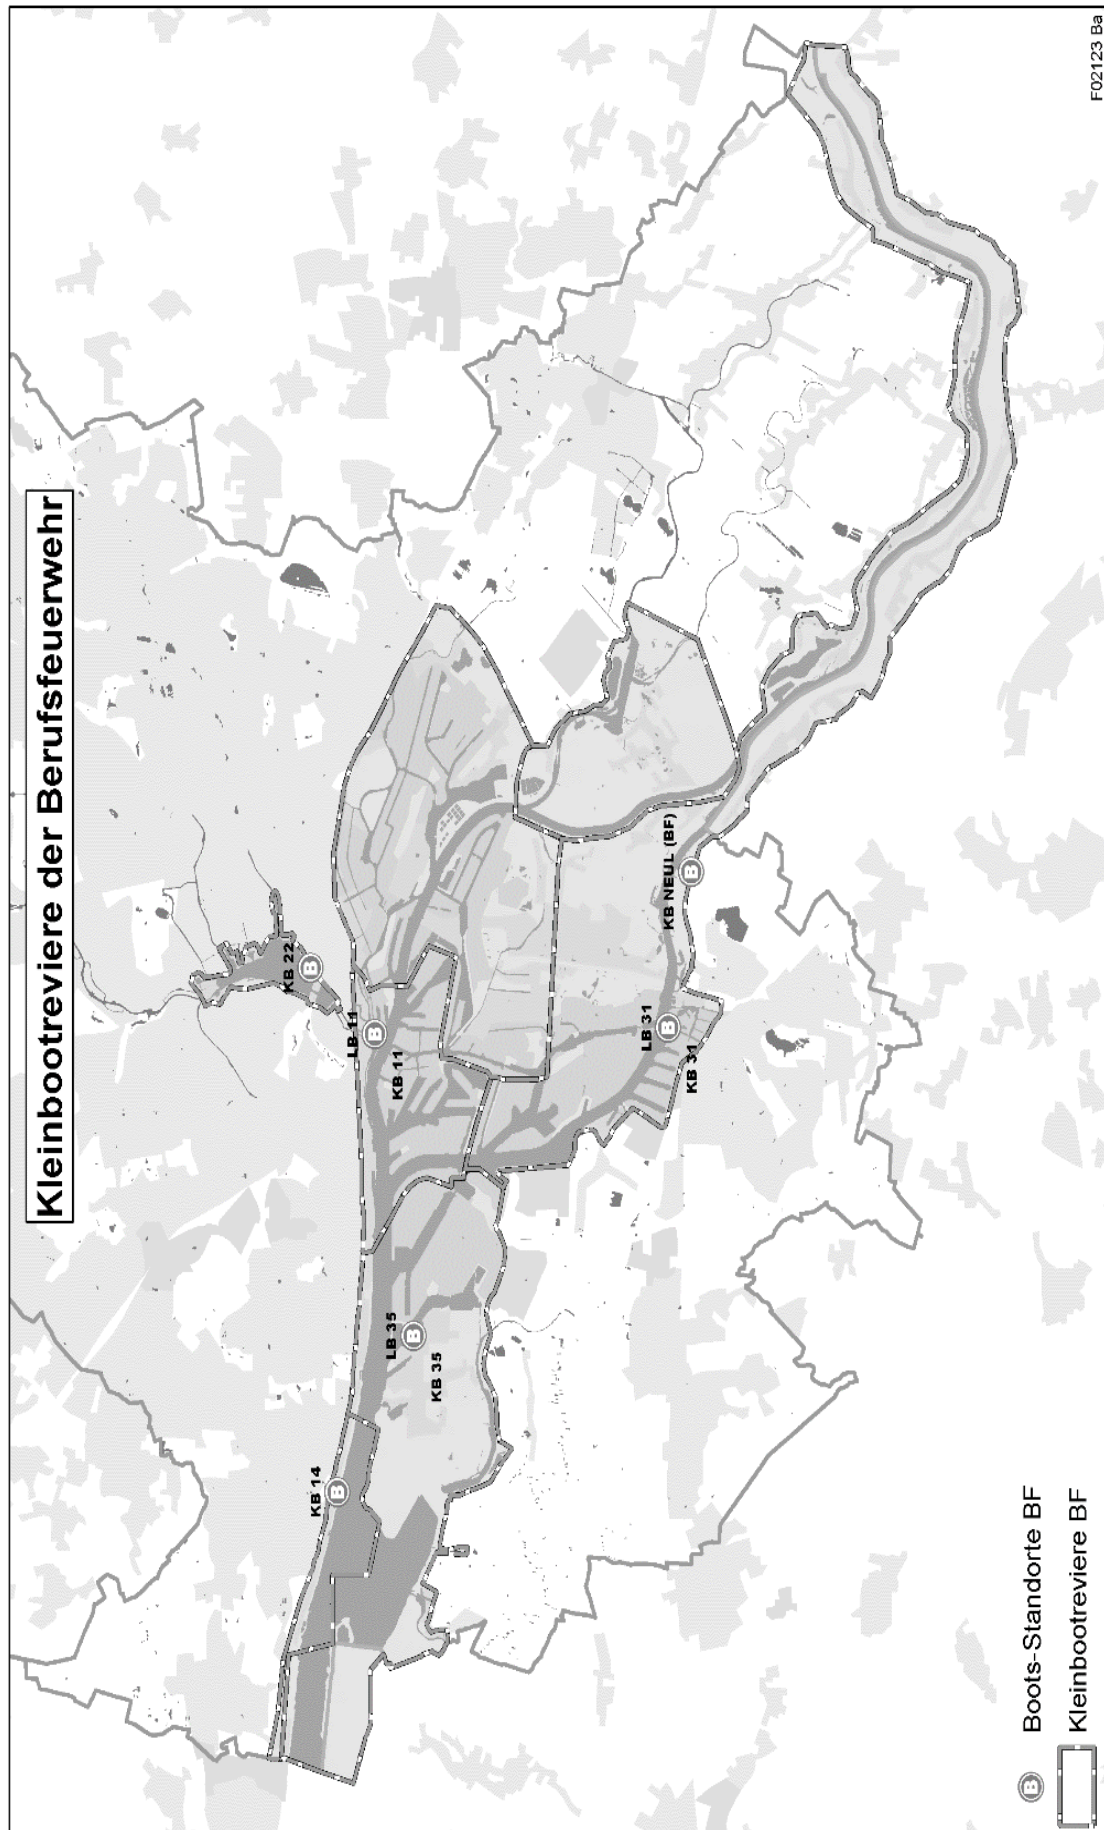 Kleinbootreviere der Berufsfeuerwehr
KB 22
B
LB 11
B
KB 11
KB 14
B
LB 35
B
KB 35
KB NEUL (BF)
B
LB 31
B
KB 31
B Boots-Standorte BF
Kleinbootreviere BF
F02123 Ba